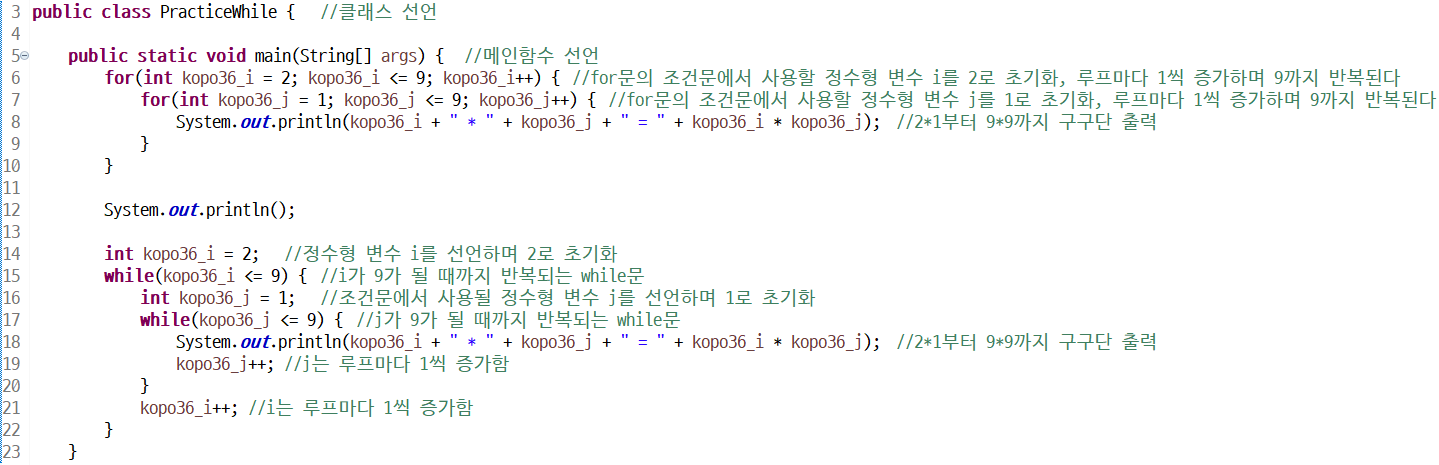 3 public class PracticeWhile {   //클래스 선언
4
5     public static void main(String[] args) {  //메인함수 선언
6         for(int kopo36_i = 2; kopo36_i <= 9; kopo36_i++) { //for문의 조건문에서 사용할 정수형 변수 i를 2로 초기화, 루프마다 1씩 증가하며 9까지 반복된다
7             for(int kopo36_j = 1; kopo36_j <= 9; kopo36_j++) { //for문의 조건문에서 사용할 정수형 변수 j를 1로 초기화, 루프마다 1씩 증가하며 9까지 반복된다
8                 System.out.println(kopo36_i + " * " + kopo36_j + " = " + kopo36_i * kopo36_j);  //2*1부터 9*9까지 구구단 출력
9             }
10         }
11
12         System.out.println();
13
14         int kopo36_i = 2;   //정수형 변수 i를 선언하며 2로 초기화
15         while(kopo36_i <= 9) { //i가 9가 될 때까지 반복되는 while문
16             int kopo36_j = 1;   //조건문에서 사용될 정수형 변수 j를 선언하며 1로 초기화
17             while(kopo36_j <= 9) { //j가 9가 될 때까지 반복되는 while문
18                 System.out.println(kopo36_i + " * " + kopo36_j + " = " + kopo36_i * kopo36_j);  //2*1부터 9*9까지 구구단 출력
19                 kopo36_j++; //j는 루프마다 1씩 증가함
20             }
21             kopo36_i++; //i는 루프마다 1씩 증가함
22         }
23     }